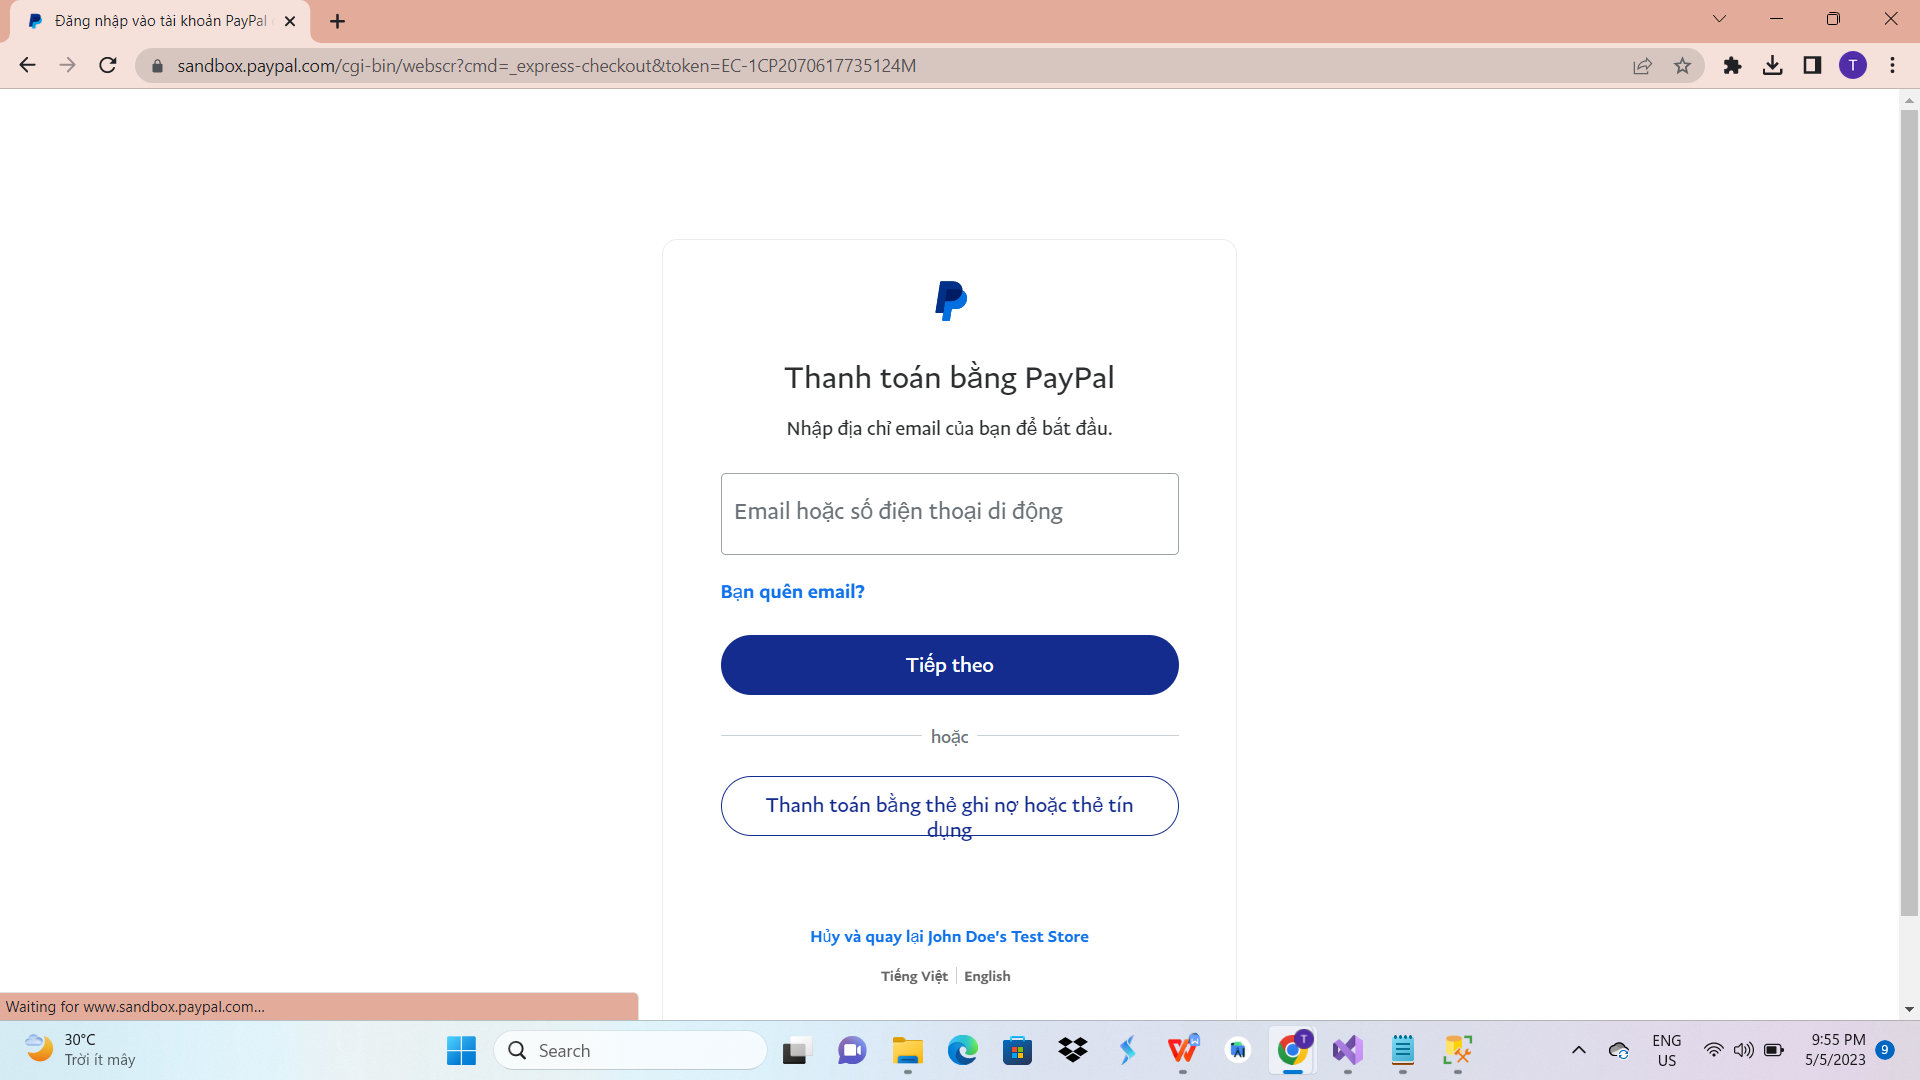 Đăng nhập vào tài khoản PayPal
sandbox.paypal.com/cgi-bin/webscr?cmd=_express-checkout&token=EC-1CP2070617735124M
T
Thanh toán bằng PayPal
Nhập địa chỉ email của bạn để bắt đầu.
Email hoặc số điện thoại di động
Bạn quên email?
Tiếp theo
hoặc
Thanh toán bằng thẻ ghi nợ hoặc thẻ tín
dụng
Hủy và quay lại John Doe's Test Store
Tiếng Việt
English
Waiting for www.sandbox.paypal.com...
30°C
Trời ít mây
Search
T
ENG
US
9:55 PM
5/5/2023
9